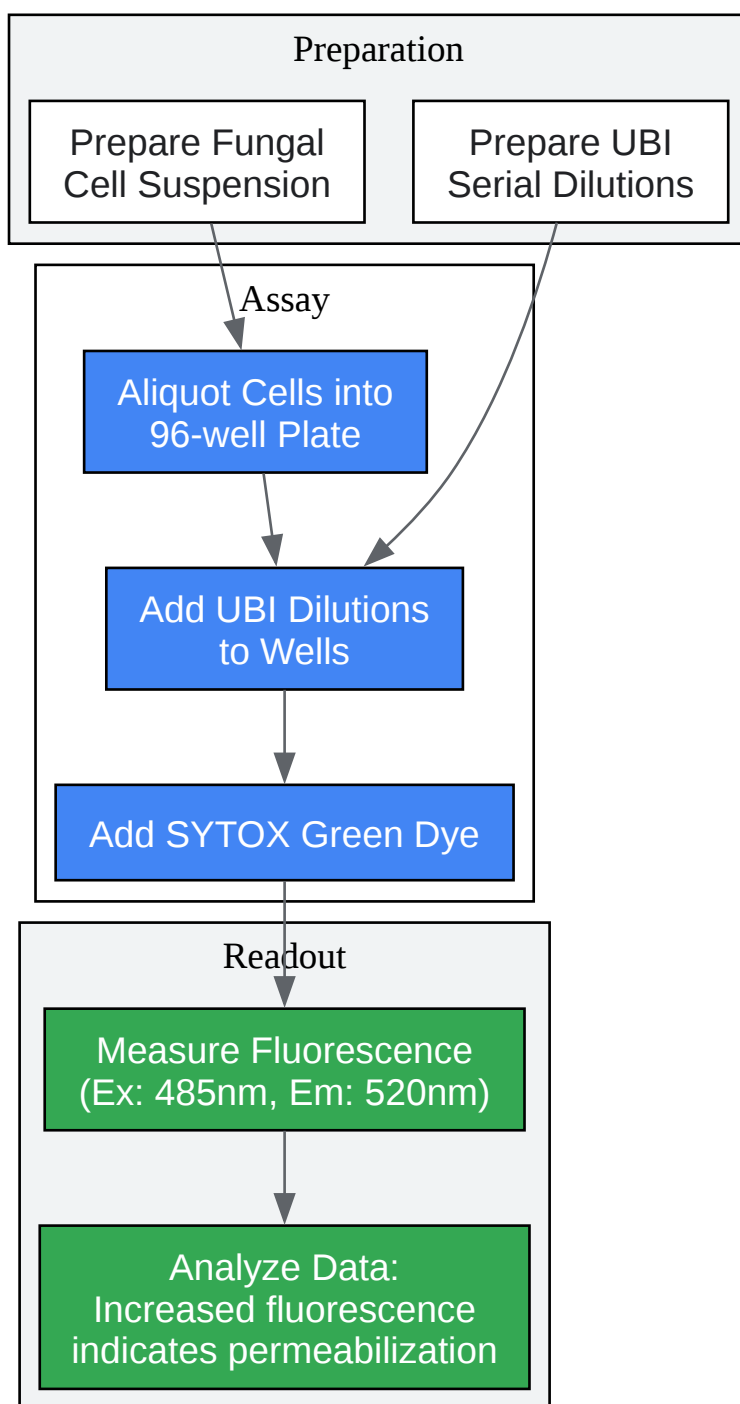 Preparation
Prepare Fungal
Cell Suspension
Prepare UBI
Serial Dilutions
Assay
Aliquot Cells into
96-well Plate
Add UBI Dilutions
to Wells
Add SYTOX Green Dye
Readout
Measure Fluorescence
(Ex: 485nm, Em: 520nm)
Analyze Data:
Increased fluorescence
indicates permeabilization